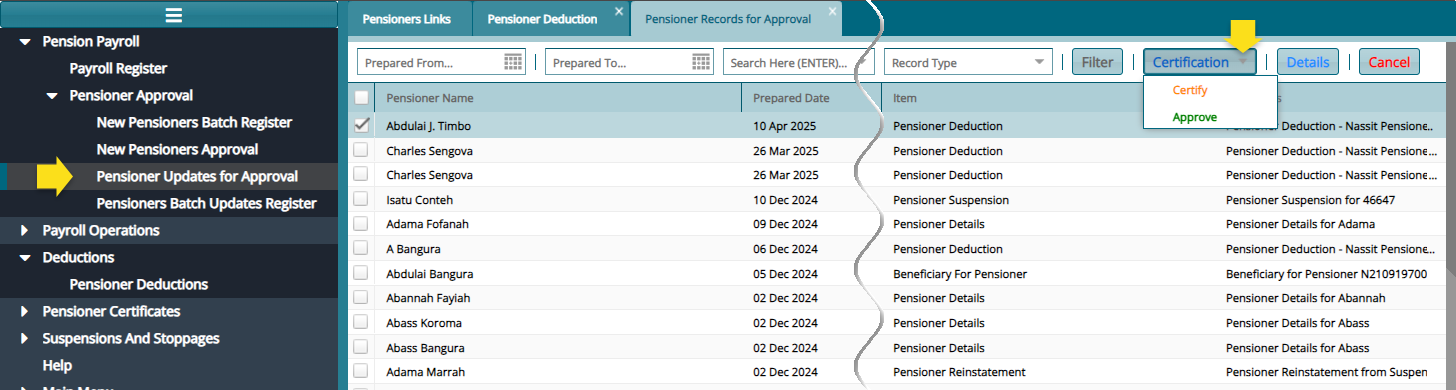 Pensioners Links
Pensioner Deduction
Pensioner Records for Approval
Pension Payroll
Payroll Register
Pensioner Approval
New Pensioners Batch Register
New Pensioners Approval
Pensioner Updates for Approval
Pensioners Batch Updates Register
Payroll Operations
Deductions
Pensioner Deductions
Pensioner Certificates
Suspensions And Stoppages
Help
Main Menu
Prepared From... Prepared To... Search Here (ENTER)... Record Type Filter Certification Details Cancel
Certify
Approve
Pensioner Name Prepared Date Item
Abdulai J. Timbo 10 Apr 2025 Pensioner Deduction Pensioner Deduction - Nassit Pensione...
Charles Sengova 26 Mar 2025 Pensioner Deduction Pensioner Deduction - Nassit Pensione...
Charles Sengova 26 Mar 2025 Pensioner Deduction Pensioner Deduction - Nassit Pensione...
Isatu Conteh 10 Dec 2024 Pensioner Suspension Pensioner Suspension for 46647
Adama Fofanah 09 Dec 2024 Pensioner Details Pensioner Details for Adama
A Bangura 06 Dec 2024 Pensioner Deduction Pensioner Deduction - Nassit Pensione...
Abdulai Bangura 05 Dec 2024 Beneficiary For Pensioner Beneficiary for Pensioner N210919700
Abannah Fayiah 02 Dec 2024 Pensioner Details Pensioner Details for Abannah
Abass Koroma 02 Dec 2024 Pensioner Details Pensioner Details for Abass
Abass Bangura 02 Dec 2024 Pensioner Details Pensioner Details for Abass
Adama Marrah 02 Dec 2024 Pensioner Reinstatement Pensioner Reinstatement from Suspen